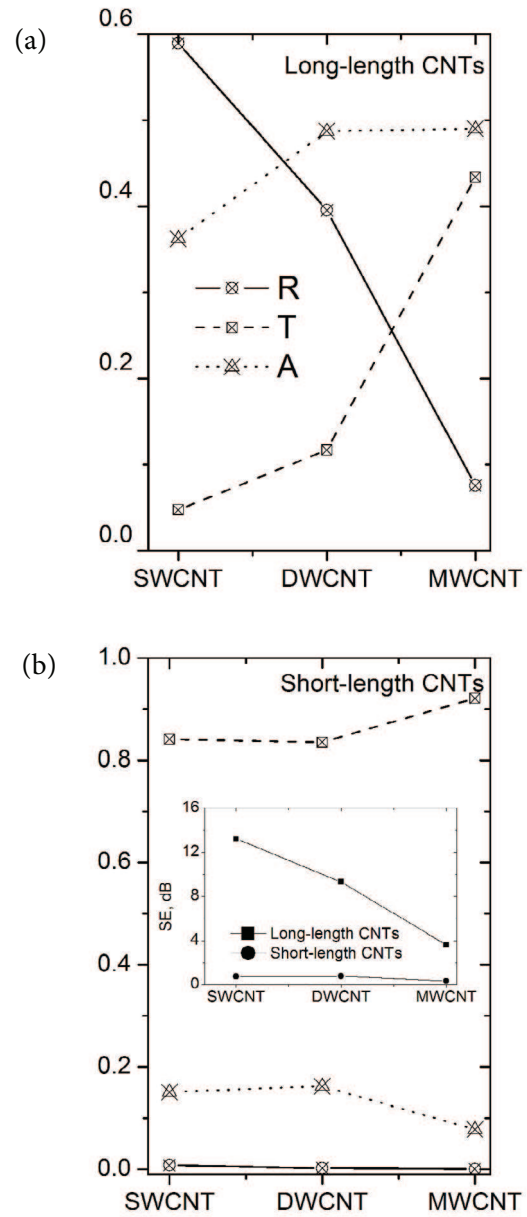 (a)
0.6
Long-length CNTs
0.4
R
T
A
0.2
0.0
SWCNT DWCNT MWCNT
(b)
1.0
Short-length CNTs
0.8
16
12
SE, dB
8
Long-length CNTs
4
Short-length CNTs
0
SWCNT DWCNT MWCNT
0.6
0.4
0.2
0.0
SWCNT DWCNT MWCNT